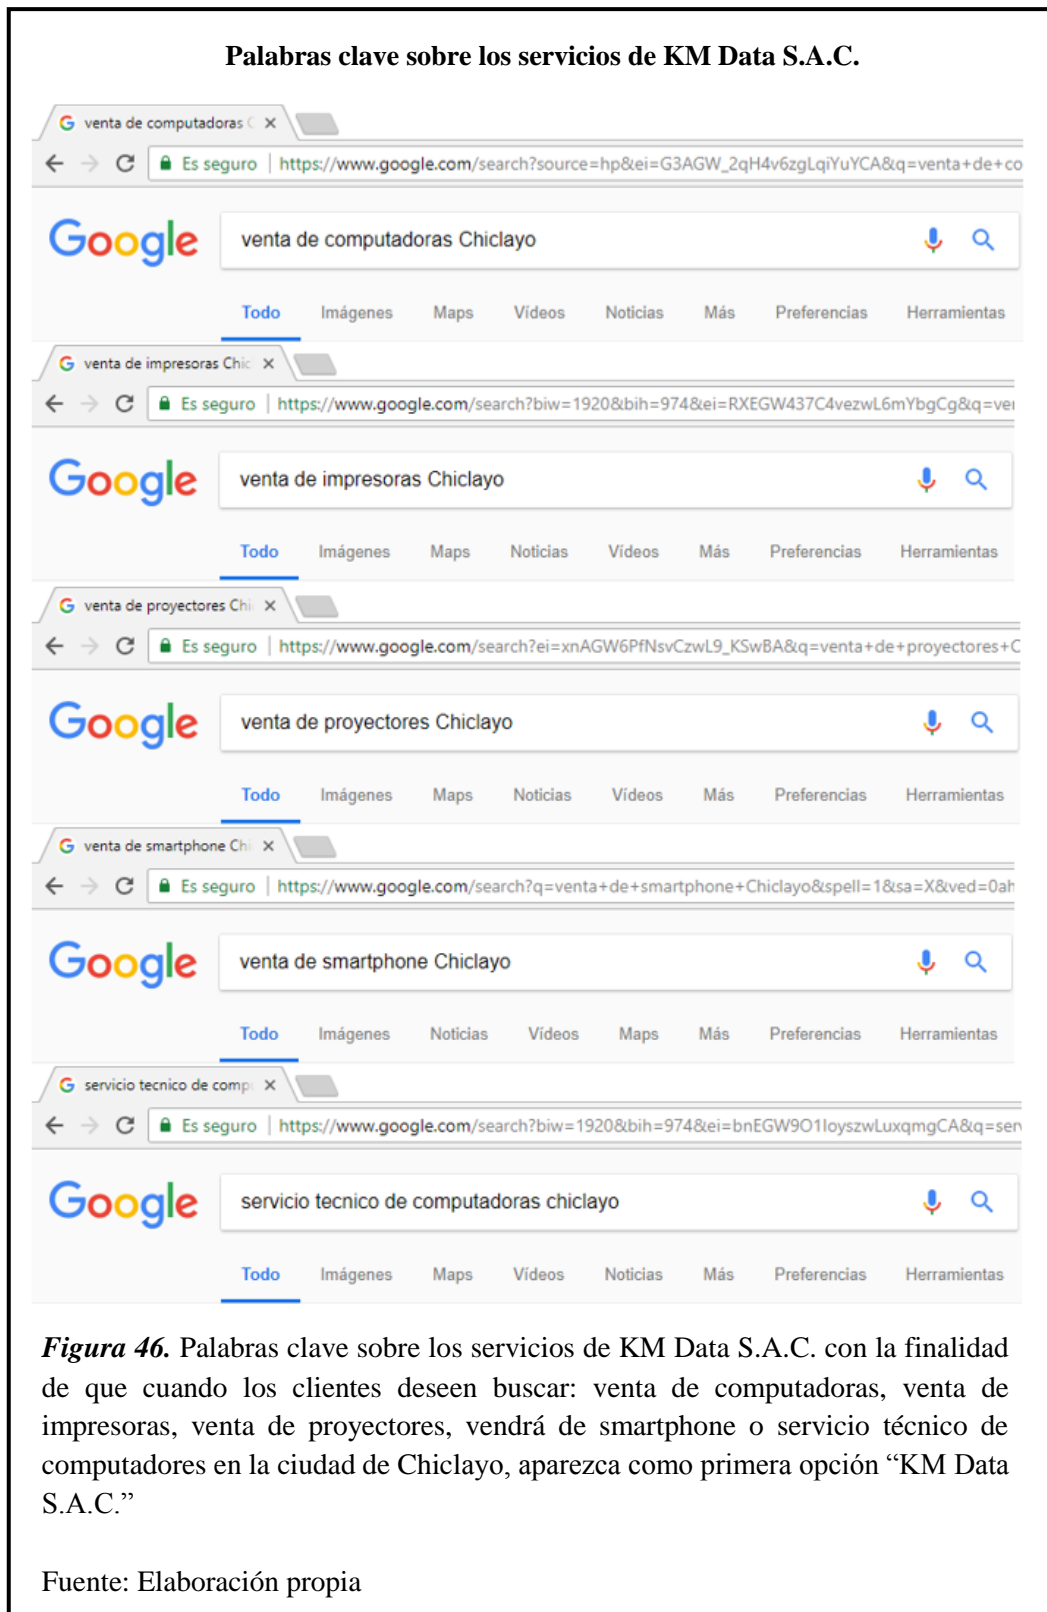 Palabras clave sobre los servicios de KM Data S.A.C.
venta de computadoras C
Es seguro | https://www.google.com/search?source=hp&ei=G3AGW_2qH4v6zgLqiYuYCA&q=venta+de+co
Google venta de computadoras Chiclayo
Todo Imágenes Maps Vídeos Noticias Más Preferencias Herramientas
venta de impresoras Chic
Es seguro | https://www.google.com/search?biw=1920&bih=974&ei=RXEGW437C4vezwL6mYbgCg&q=ver
Google venta de impresoras Chiclayo
Todo Imágenes Maps Noticias Vídeos Más Preferencias Herramientas
venta de proyectores Chi
Es seguro | https://www.google.com/search?ei=xnAGW6PfNsvCzwL9_KSwBA&q=venta+de+proyectores+C
Google venta de proyectores Chiclayo
Todo Imágenes Maps Noticias Vídeos Más Preferencias Herramientas
venta de smartphone Chi
Es seguro | https://www.google.com/search?q=venta+de+smartphone+Chiclayo&spell=1&sa=X&ved=0ah
Google venta de smartphone Chiclayo
Todo Imágenes Noticias Vídeos Maps Más Preferencias Herramientas
servicio tecnico de comp
Es seguro | https://www.google.com/search?biw=1920&bih=974&ei=bnEGW9O1IoyszwLuxqmgCA&q=serv
Google servicio tecnico de computadoras chiclayo
Todo Imágenes Maps Vídeos Noticias Más Preferencias Herramientas
Figura 46. Palabras clave sobre los servicios de KM Data S.A.C. con la finalidad
de que cuando los clientes deseen buscar: venta de computadoras, venta de
impresoras, venta de proyectores, vendrá de smartphone o servicio técnico de
computadores en la ciudad de Chiclayo, aparezca como primera opción “KM Data
S.A.C.”
Fuente: Elaboración propia